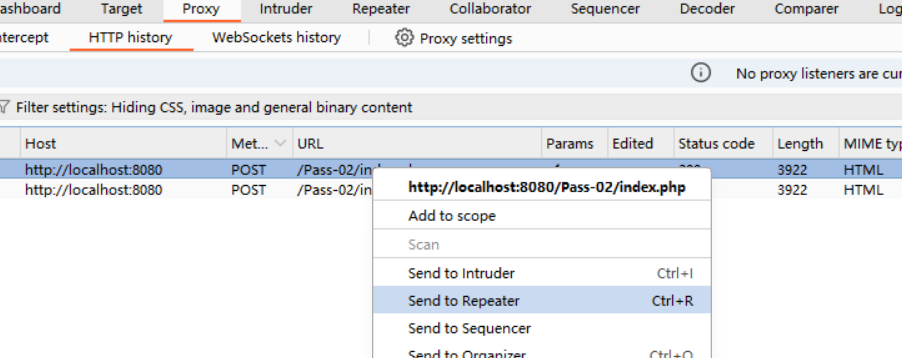 ashboard Target Proxy Intruder Repeater Collaborator Sequencer Decoder Comparer Log
ntercept HTTP history WebSockets history Proxy settings
No proxy listeners are cur
Filter settings: Hiding CSS, image and general binary content
Host Met... URL Params Edited Status code Length MIME typ
http://localhost:8080 POST /Pass-02/in 3922 HTML
http://localhost:8080 POST /Pass-02/in 3922 HTML
http://localhost:8080/Pass-02/index.php
Add to scope
Scan
Send to Intruder Ctrl+I
Send to Repeater Ctrl+R
Send to Sequencer
Send to Organizer Ctrl+O